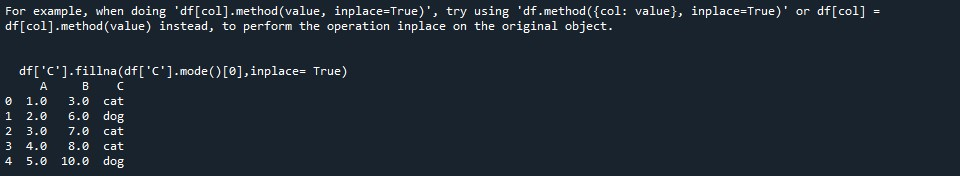 For example, when doing 'df[col].method(value, inplace=True)', try using 'df.method({col: value}, inplace=True)' or df[col] =
df[col].method(value) instead, to perform the operation inplace on the original object.
df['C'].fillna(df['C'].mode()[0],inplace= True)
A B C
0 1.0 3.0 cat
1 2.0 6.0 dog
2 3.0 7.0 cat
3 4.0 8.0 cat
4 5.0 10.0 dog